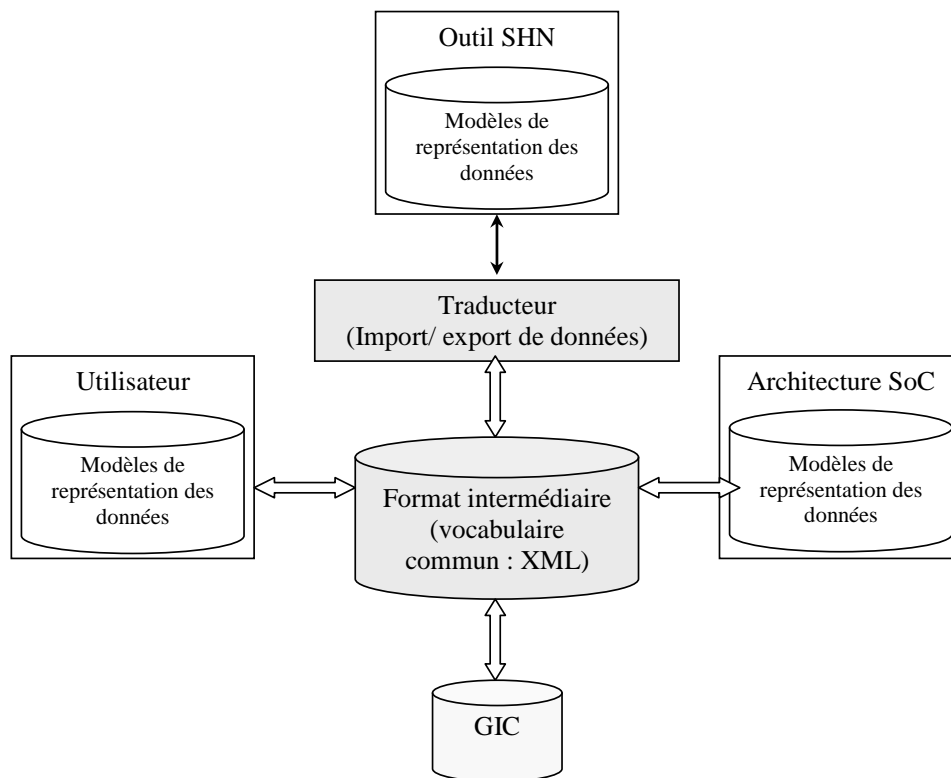 Outil SHN
Modèles de
représentation des
données
Traducteur
(Import/ export de données)
Utilisateur
Modèles de
représentation des
données
Format intermédiaire
(vocabulaire
commun : XML)
Architecture SoC
Modèles de
représentation des
données
GIC